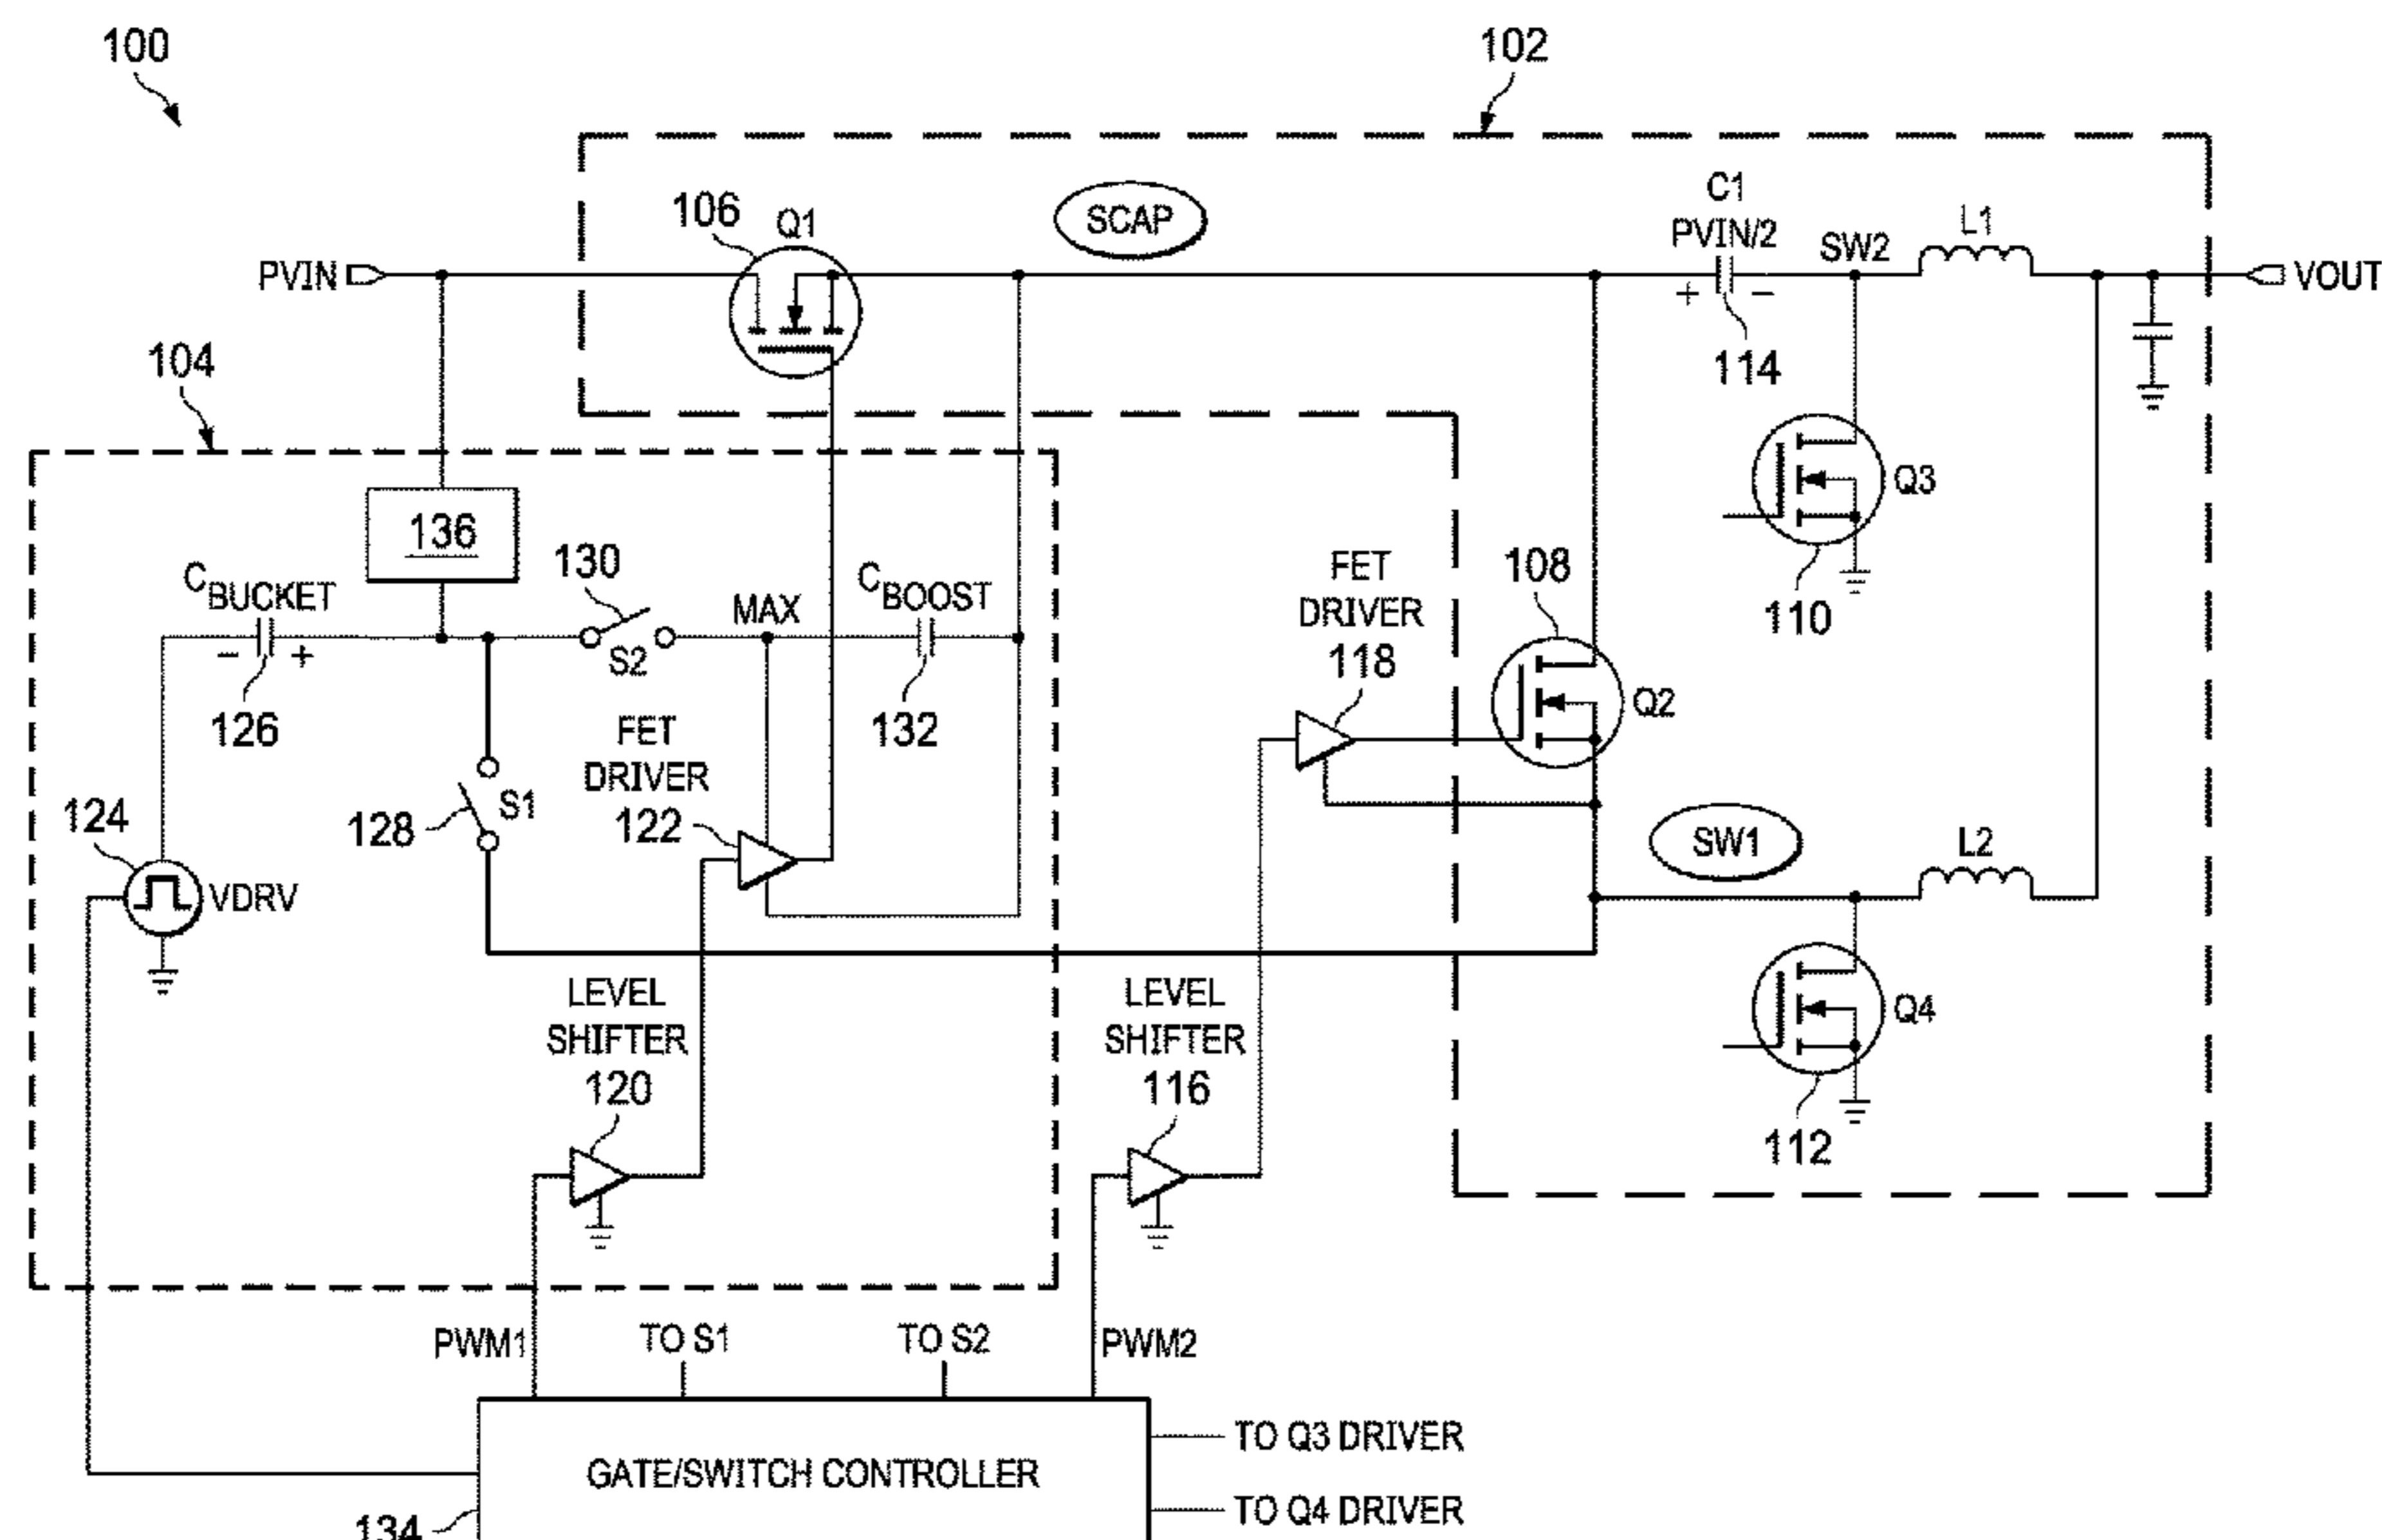 100
102
106
Q1
SCAP
C1
PVIN/2
SW2
L1
PVIN
VOUT
+
-
114
104
Q3
110
136
C BUCKET
130
MAX
C BOOST
FET
DRIVER
118
108
- +
S2
126
132
Q2
FET
DRIVER
122
S1
128
124
VDRV
SW1
L2
LEVEL
SHIFTER
120
LEVEL
SHIFTER
116
Q4
112
PWM1
TO S1
TO S2
PWM2
GATE/SWITCH CONTROLLER
TO Q3 DRIVER
TO Q4 DRIVER
134